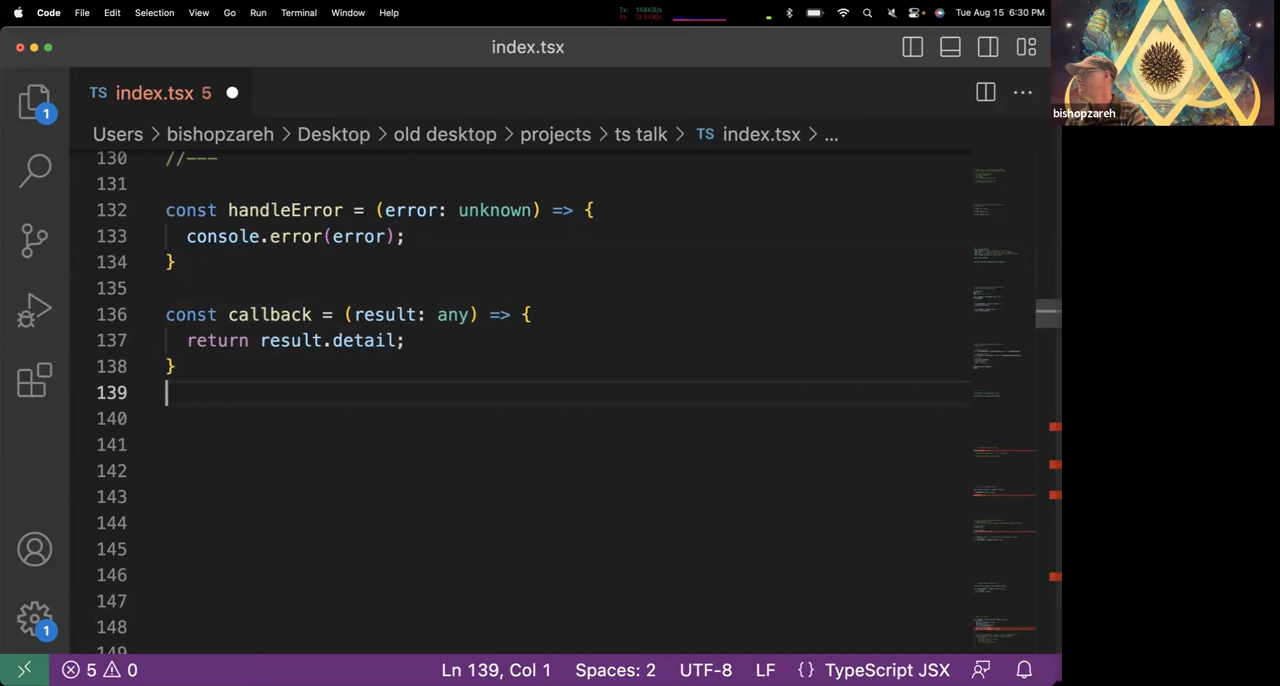 Code File Edit Selection View Go Run Terminal Window Help Tue Aug 15 6:30 PM
index.tsx
TS index.tsx 5
Users > bishopzareh > Desktop > old desktop > projects > ts talk > TS index.tsx > ...
bishopzareh
1
130 //---
131
132 const handleError = (error: unknown) => {
133 console.error(error);
134 }
135
136 const callback = (result: any) => {
137 return result.detail;
138 }
139
140
141
142
143
144
145
146
147
148
1
5 0 Ln 139, Col 1 Spaces: 2 UTF-8 LF {} TypeScript JSX